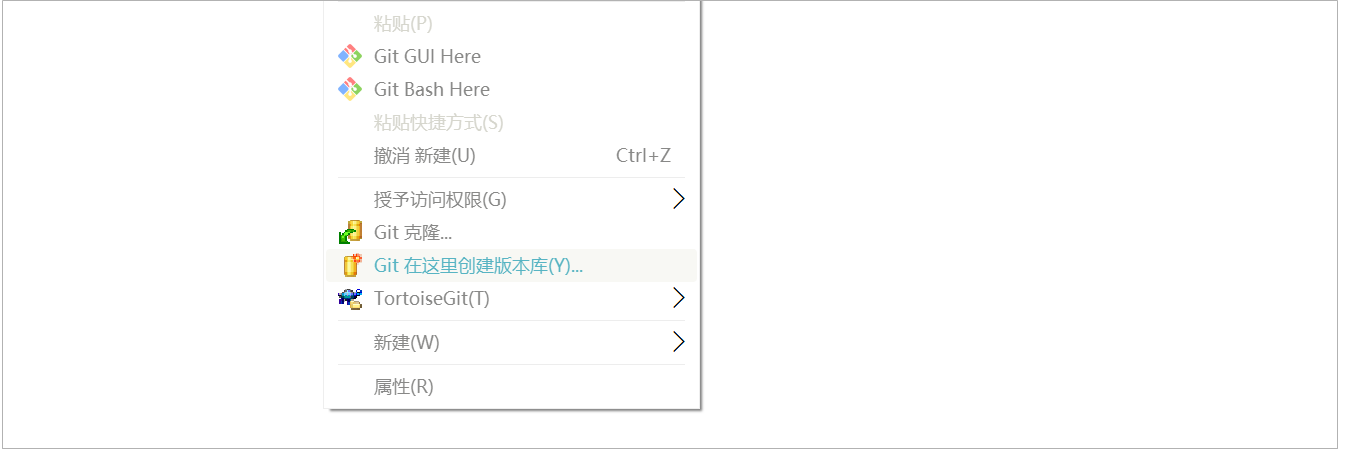 粘贴(P)
Git GUI Here
Git Bash Here
粘贴快捷方式(S)
撤消 新建(U) Ctrl+Z
授予访问权限(G)
Git 克隆...
Git 在这里创建版本库(Y)...
TortoiseGit(T)
新建(W)
属性(R)